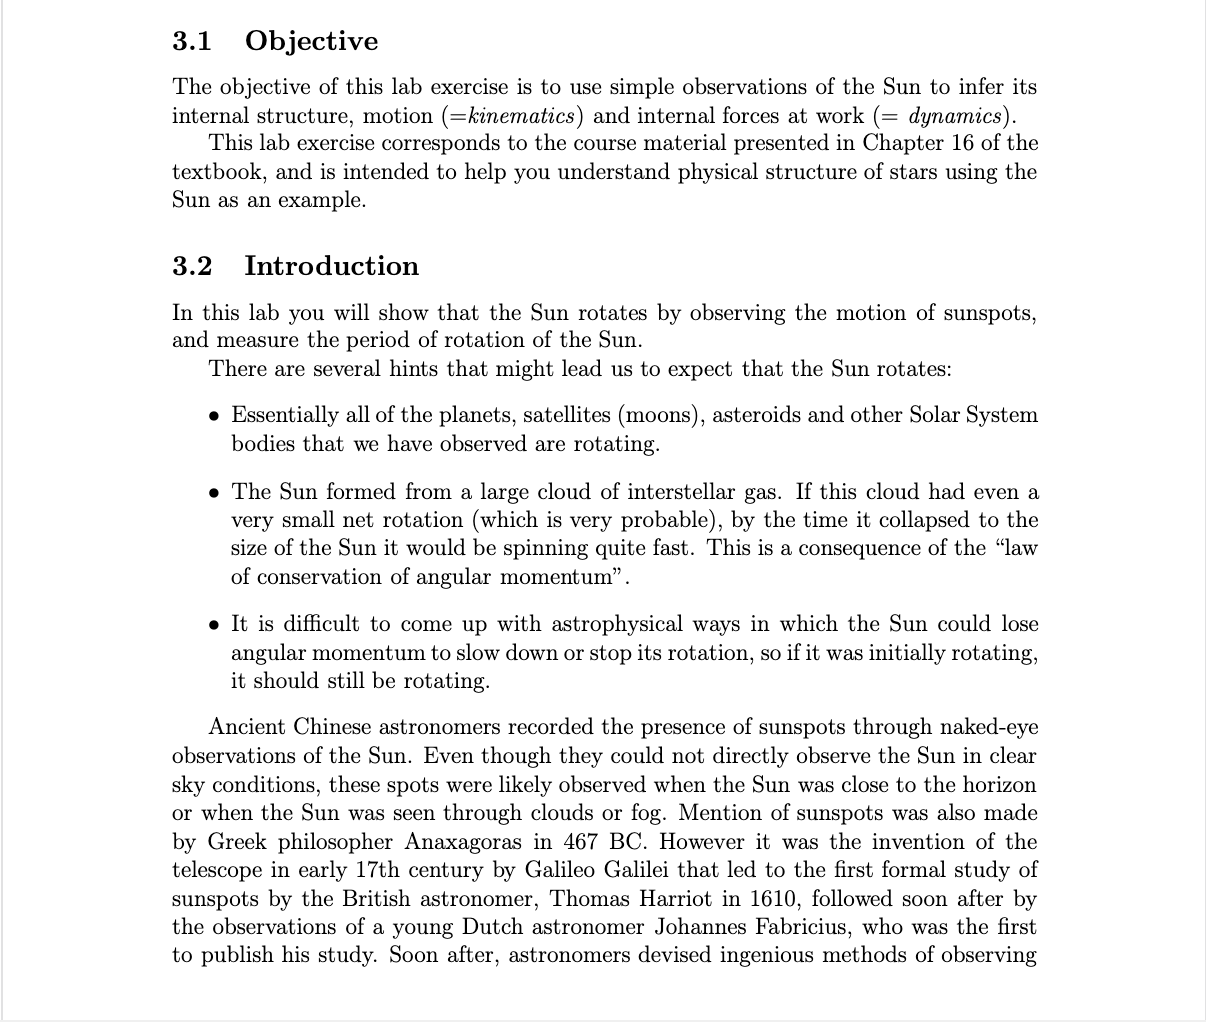 3.1 Objective
The objective of this lab exercise is to use simple observations of the Sun to infer its
internal structure, motion (=kinematics) and internal forces at work (= dynamics).
This lab exercise corresponds to the course material presented in Chapter 16 of the
textbook, and is intended to help you understand physical structure of stars using the
Sun as an example.
3.2 Introduction
In this lab you will show that the Sun rotates by observing the motion of sunspots,
and measure the period of rotation of the Sun.
There are several hints that might lead us to expect that the Sun rotates:
• Essentially all of the planets, satellites (moons), asteroids and other Solar System
bodies that we have observed are rotating.
• The Sun formed from a large cloud of interstellar gas. If this cloud had even a
very small net rotation (which is very probable), by the time it collapsed to the
size of the Sun it would be spinning quite fast. This is a consequence of the “law
of conservation of angular momentum”.
• It is difficult to come up with astrophysical ways in which the Sun could lose
angular momentum to slow down or stop its rotation, so if it was initially rotating,
it should still be rotating.
Ancient Chinese astronomers recorded the presence of sunspots through naked-eye
observations of the Sun. Even though they could not directly observe the Sun in clear
sky conditions, these spots were likely observed when the Sun was close to the horizon
or when the Sun was seen through clouds or fog. Mention of sunspots was also made
by Greek philosopher Anaxagoras in 467 BC. However it was the invention of the
telescope in early 17th century by Galileo Galilei that led to the first formal study of
sunspots by the British astronomer, Thomas Harriot in 1610, followed soon after by
the observations of a young Dutch astronomer Johannes Fabricius, who was the first
to publish his study. Soon after, astronomers devised ingenious methods of observing